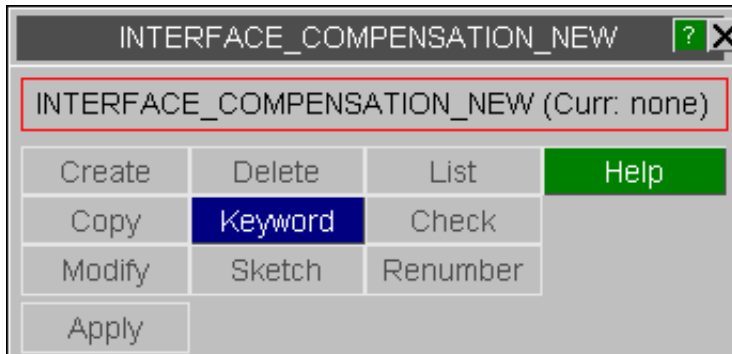 INTERFACE_COMPENSATION_NEW ? X
INTERFACE_COMPENSATION_NEW (Curr: none)
Create Delete List Help
Copy Keyword Check
Modify Sketch Renumber
Apply